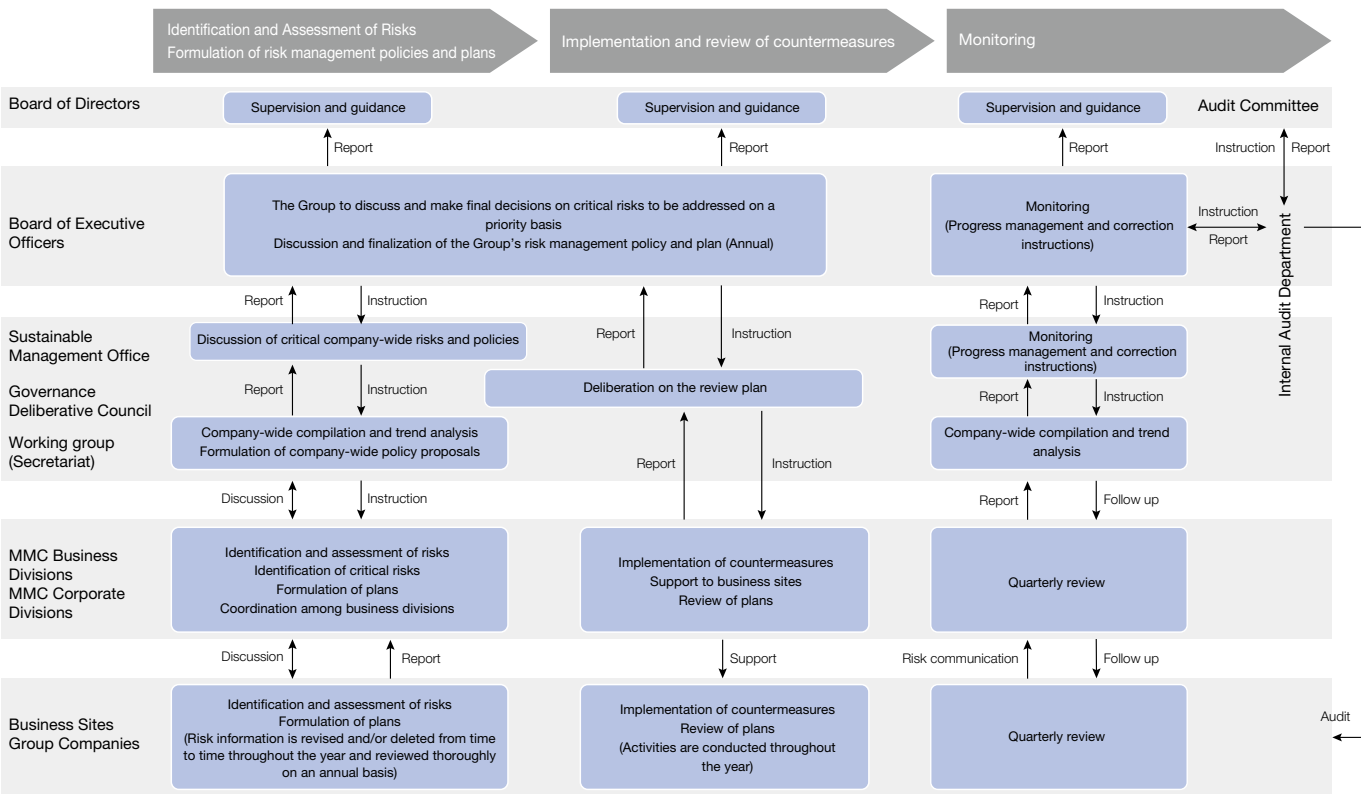 Identification and Assessment of Risks
Formulation of risk management policies and plans
Implementation and review of countermeasures
Monitoring
Board of Directors
Supervision and guidance
Supervision and guidance
Supervision and guidance
Audit Committee
Report
Report
Report
Instruction
Report
Board of Executive
Officers
The Group to discuss and make final decisions on critical risks to be addressed on a
priority basis
Discussion and finalization of the Group's risk management policy and plan (Annual)
Monitoring
(Progress management and correction
instructions)
Instruction
Report
Internal Audit Department
Report
Instruction
Report
Instruction
Report
Instruction
Sustainable
Management Office
Discussion of critical company-wide risks and policies
Monitoring
(Progress management and correction
instructions)
Governance
Deliberative Council
Report
Instruction
Deliberation on the review plan
Report
Instruction
Working group
(Secretariat)
Company-wide compilation and trend analysis
Formulation of company-wide policy proposals
Report
Instruction
Company-wide compilation and trend
analysis
Discussion
Instruction
Report
Follow up
MMC Business
Divisions
MMC Corporate
Divisions
Identification and assessment of risks
Identification of critical risks
Formulation of plans
Coordination among business divisions
Implementation of countermeasures
Support to business sites
Review of plans
Quarterly review
Discussion
Report
Support
Risk communication
Follow up
Business Sites
Group Companies
Identification and assessment of risks
Formulation of plans
(Risk information is revised and/or deleted from time
to time throughout the year and reviewed thoroughly
on an annual basis)
Implementation of countermeasures
Review of plans
(Activities are conducted throughout
the year)
Quarterly review
Audit